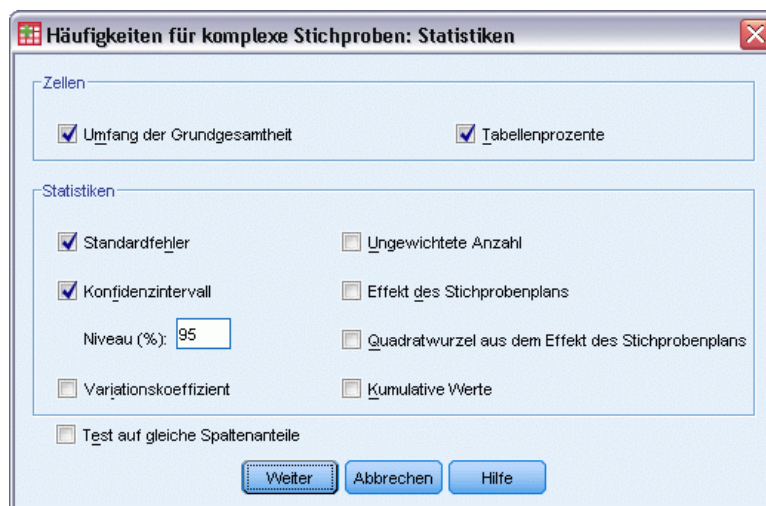 Häufigkeiten für komplexe Stichproben: Statistiken
Zellen
Umfang der Grundgesamtheit
Tabellenprozente
Statistiken
Standardfehler
Ungewichtete Anzahl
Konfidenzintervall
Effekt des Stichprobenplans
Niveau (%): 95
Quadratwurzel aus dem Effekt des Stichprobenplans
Variationskoeffizient
Kumulative Werte
Test auf gleiche Spaltenanteile
Weiter
Abbrechen
Hilfe